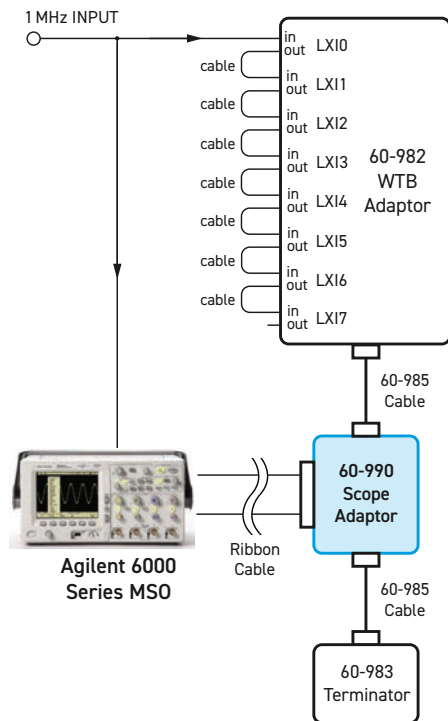 1 MHz INPUT
in
out
LXI0
cable
in
out
LXI1
cable
in
out
LXI2
cable
in
out
LXI3
cable
in
out
LXI4
cable
in
out
LXI5
cable
in
out
LXI6
cable
in
out
LXI7
60-982
WTB
Adaptor
60-985
Cable
60-990
Scope
Adaptor
Ribbon
Cable
Agilent 6000
Series MSO
60-985
Cable
60-983
Terminator